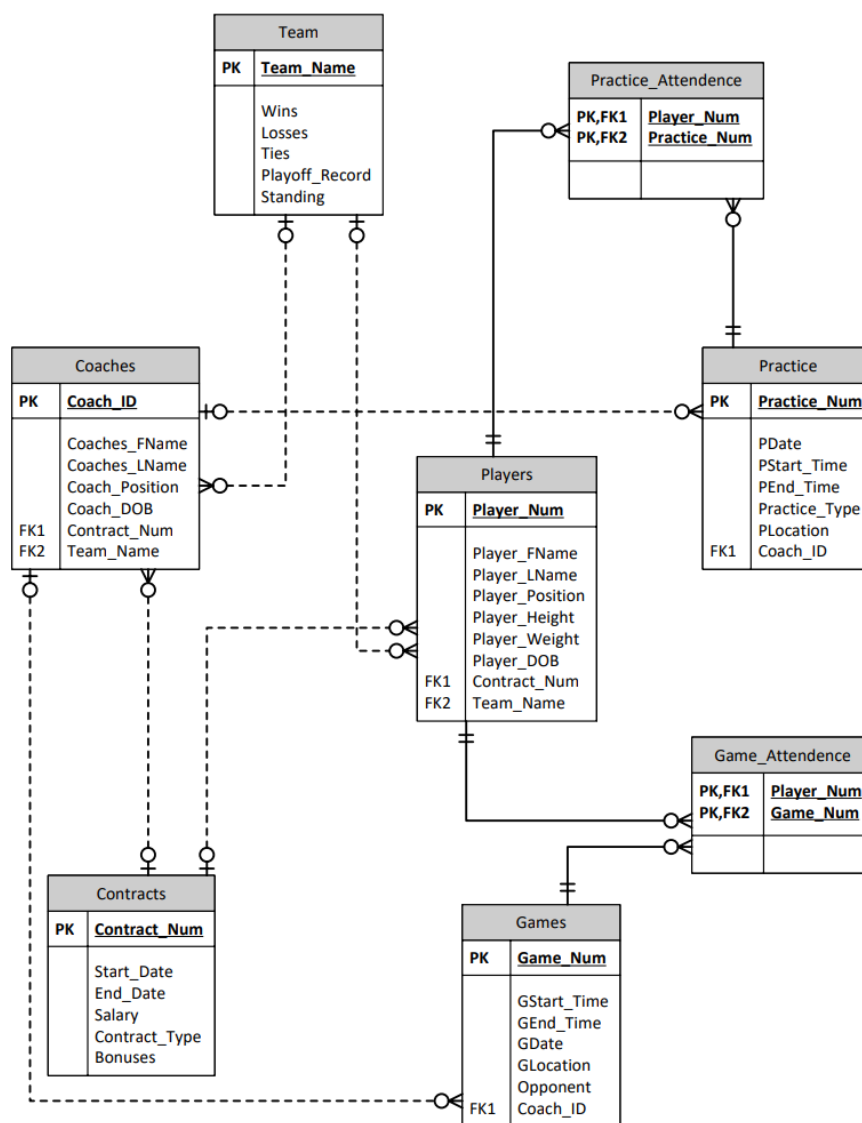 Team
PK Team_Name
Wins
Losses
Ties
Playoff_Record
Standing
Practice_Attendence
PK,FK1 Player_Num
PK,FK2 Practice_Num
Coaches
PK Coach_ID
Coaches_FName
Coaches_LName
Coach_Position
Coach_DOB
FK1 Contract_Num
FK2 Team_Name
Practice
PK Practice_Num
PDate
PStart_Time
PEnd_Time
Practice_Type
PLocation
FK1 Coach_ID
Players
PK Player_Num
Player_FName
Player_LName
Player_Position
Player_Height
Player_Weight
Player_DOB
FK1 Contract_Num
FK2 Team_Name
Game_Attendence
PK,FK1 Player_Num
PK,FK2 Game_Num
Contracts
PK Contract_Num
Start_Date
End_Date
Salary
Contract_Type
Bonuses
Games
PK Game_Num
GStart_Time
GEnd_Time
GDate
GLocation
Opponent
FK1 Coach_ID